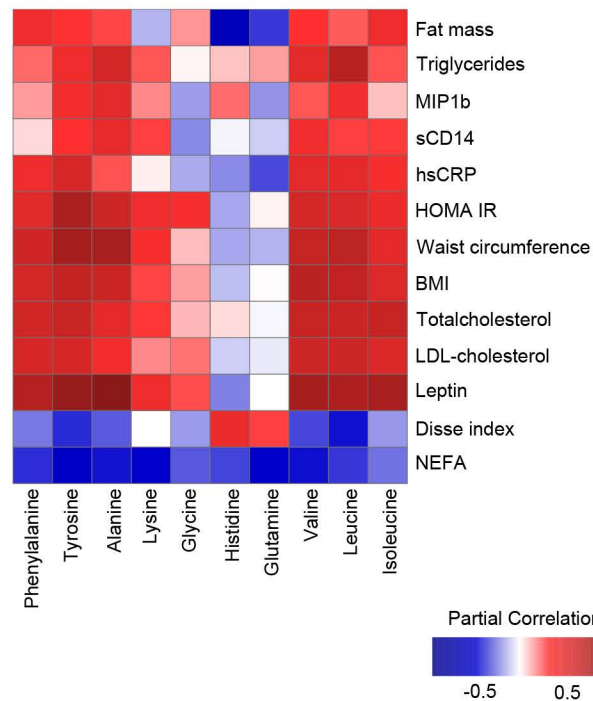 Fat mass
Triglycerides
MIP1b
sCD14
hsCRP
HOMA IR
Waist circumference
BMI
Totalcholesterol
LDL-cholesterol
Leptin
Disse index
NEFA
Phenylalanine
Tyrosine
Alanine
Lysine
Glycine
Histidine
Glutamine
Valine
Leucine
Isoleucine
Partial Correlation
-0.5 0.5